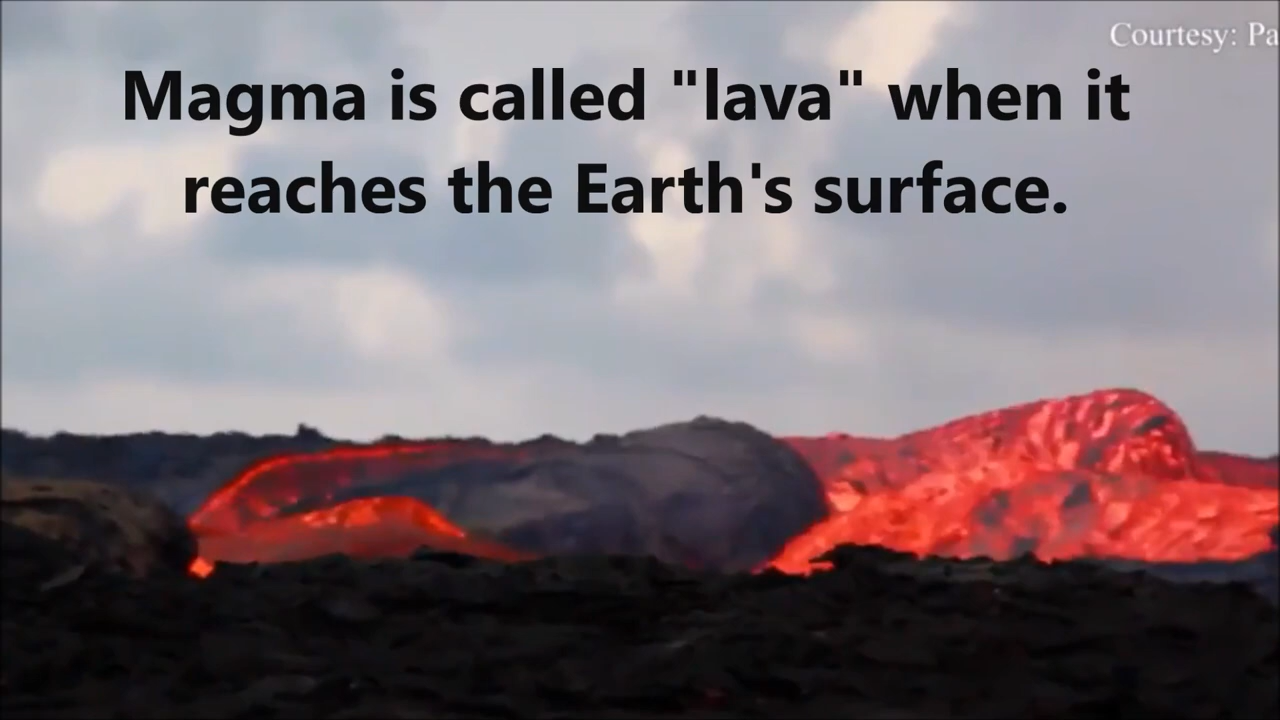 Courtesy: Pa
Magma is called "lava" when it
reaches the Earth's surface.